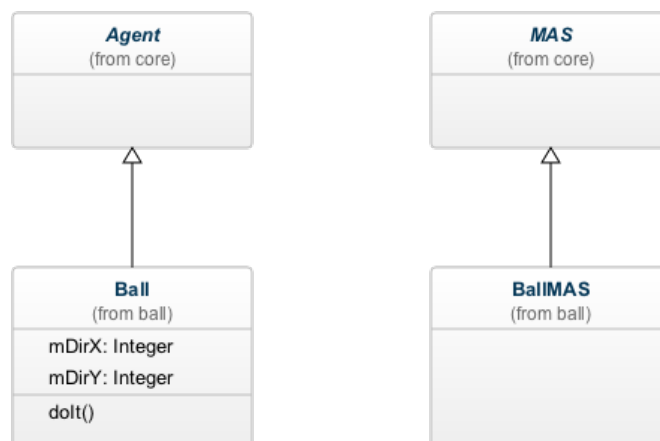 Agent
(from core)
MAS
(from core)
Ball
(from ball)
mDirX: Integer
mDirY: Integer
doIt()
BallMAS
(from ball)